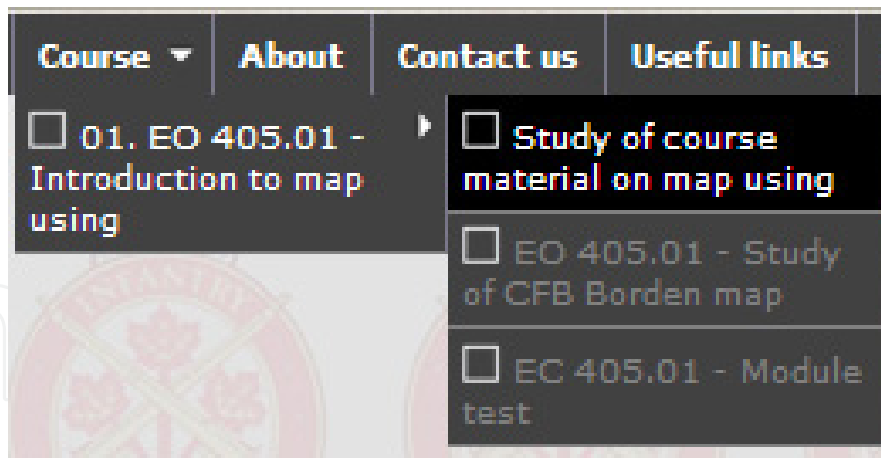 Course About Contact us Useful links
01. EO 405.01 -
Introduction to map
using
Study of course
material on map using
EO 405.01 - Study
of CFB Borden map
EC 405.01 - Module
test
INFANTRY